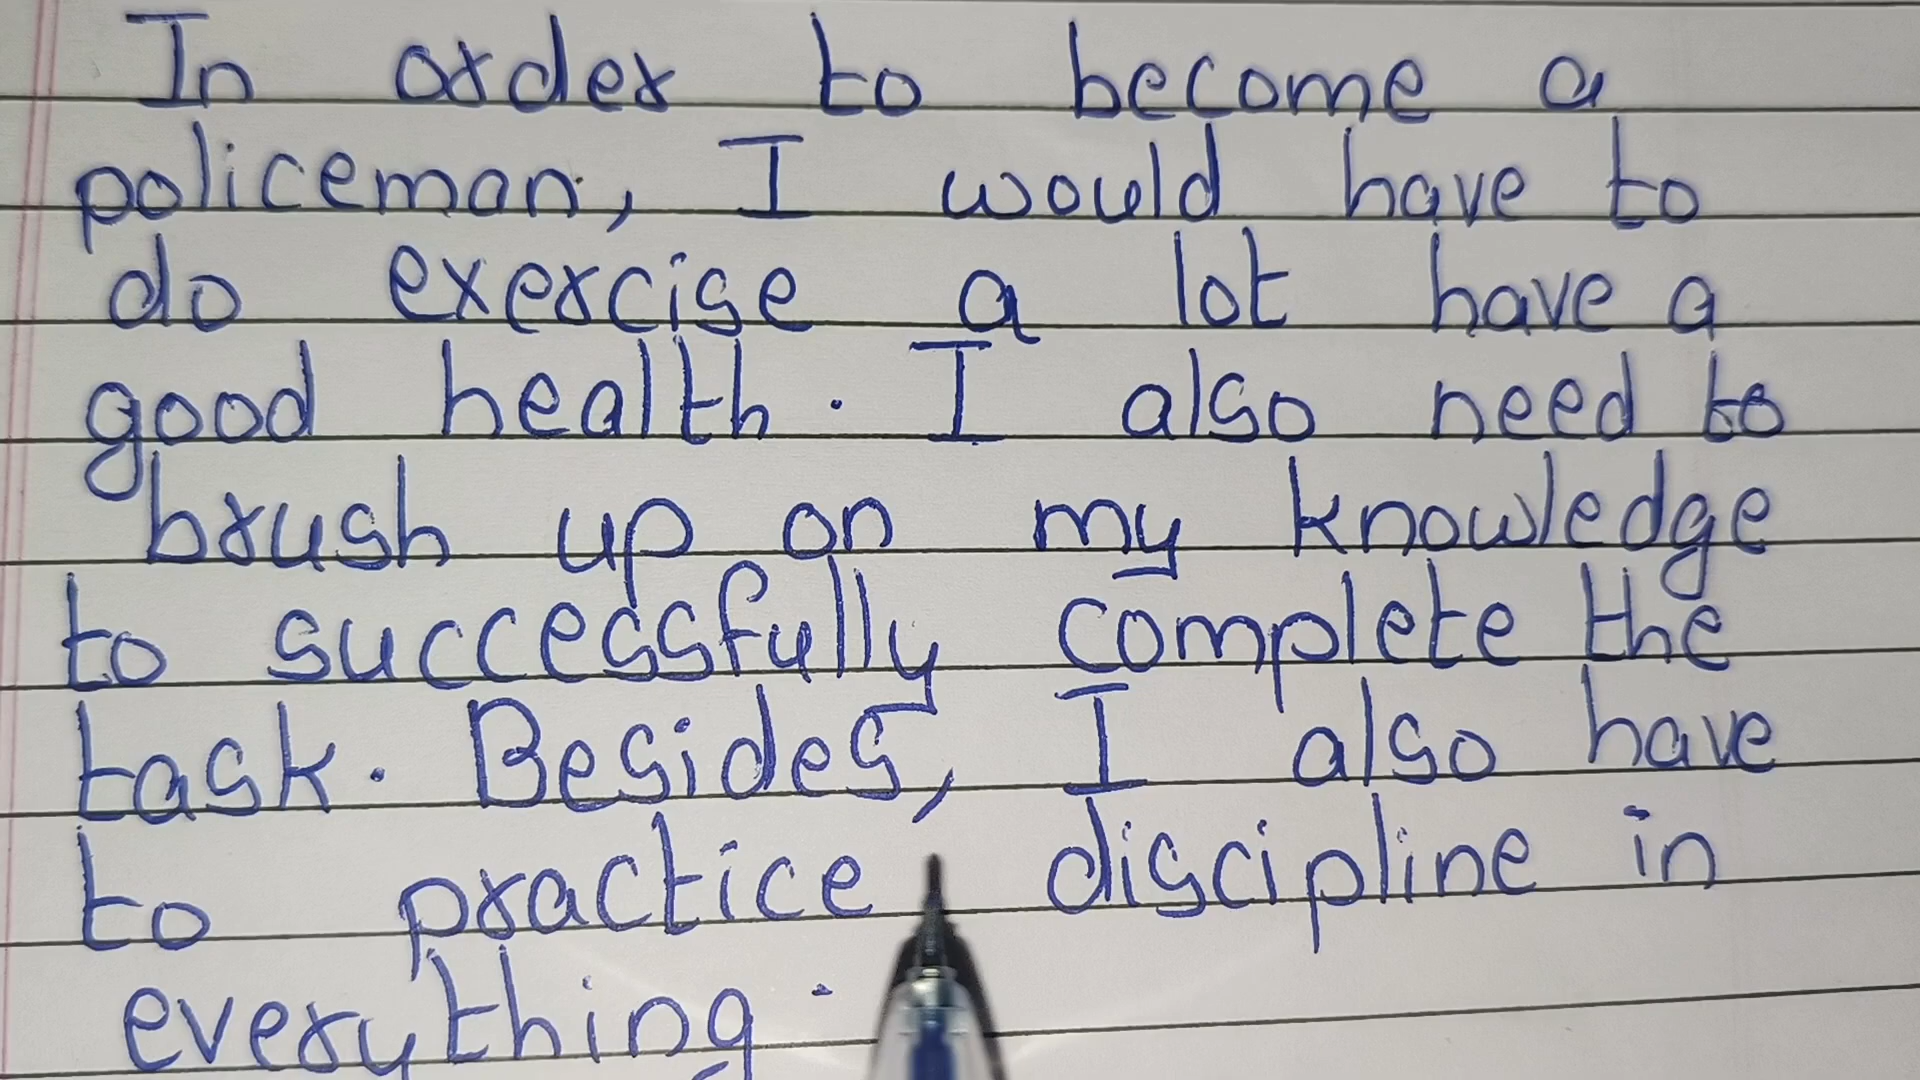 In order to become a
policeman, I would have to
do exercise a lot have a
good health. I also need to
brush up on my knowledge
to successfully complete the
task. Besides, I also have
to practice discipline in
everything.